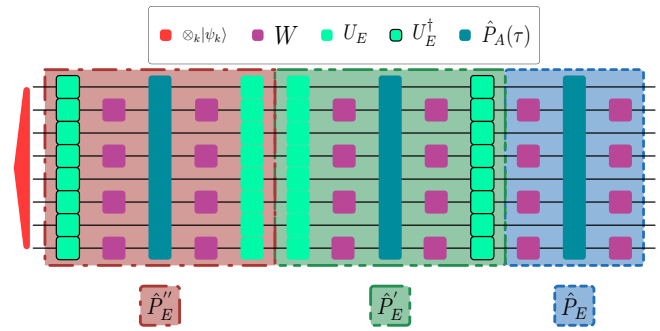 ⊗ₖ|ψₖ⟩ W U_E U_E^† P̂_A(τ)
P̂_E'' P̂_E' P̂_E